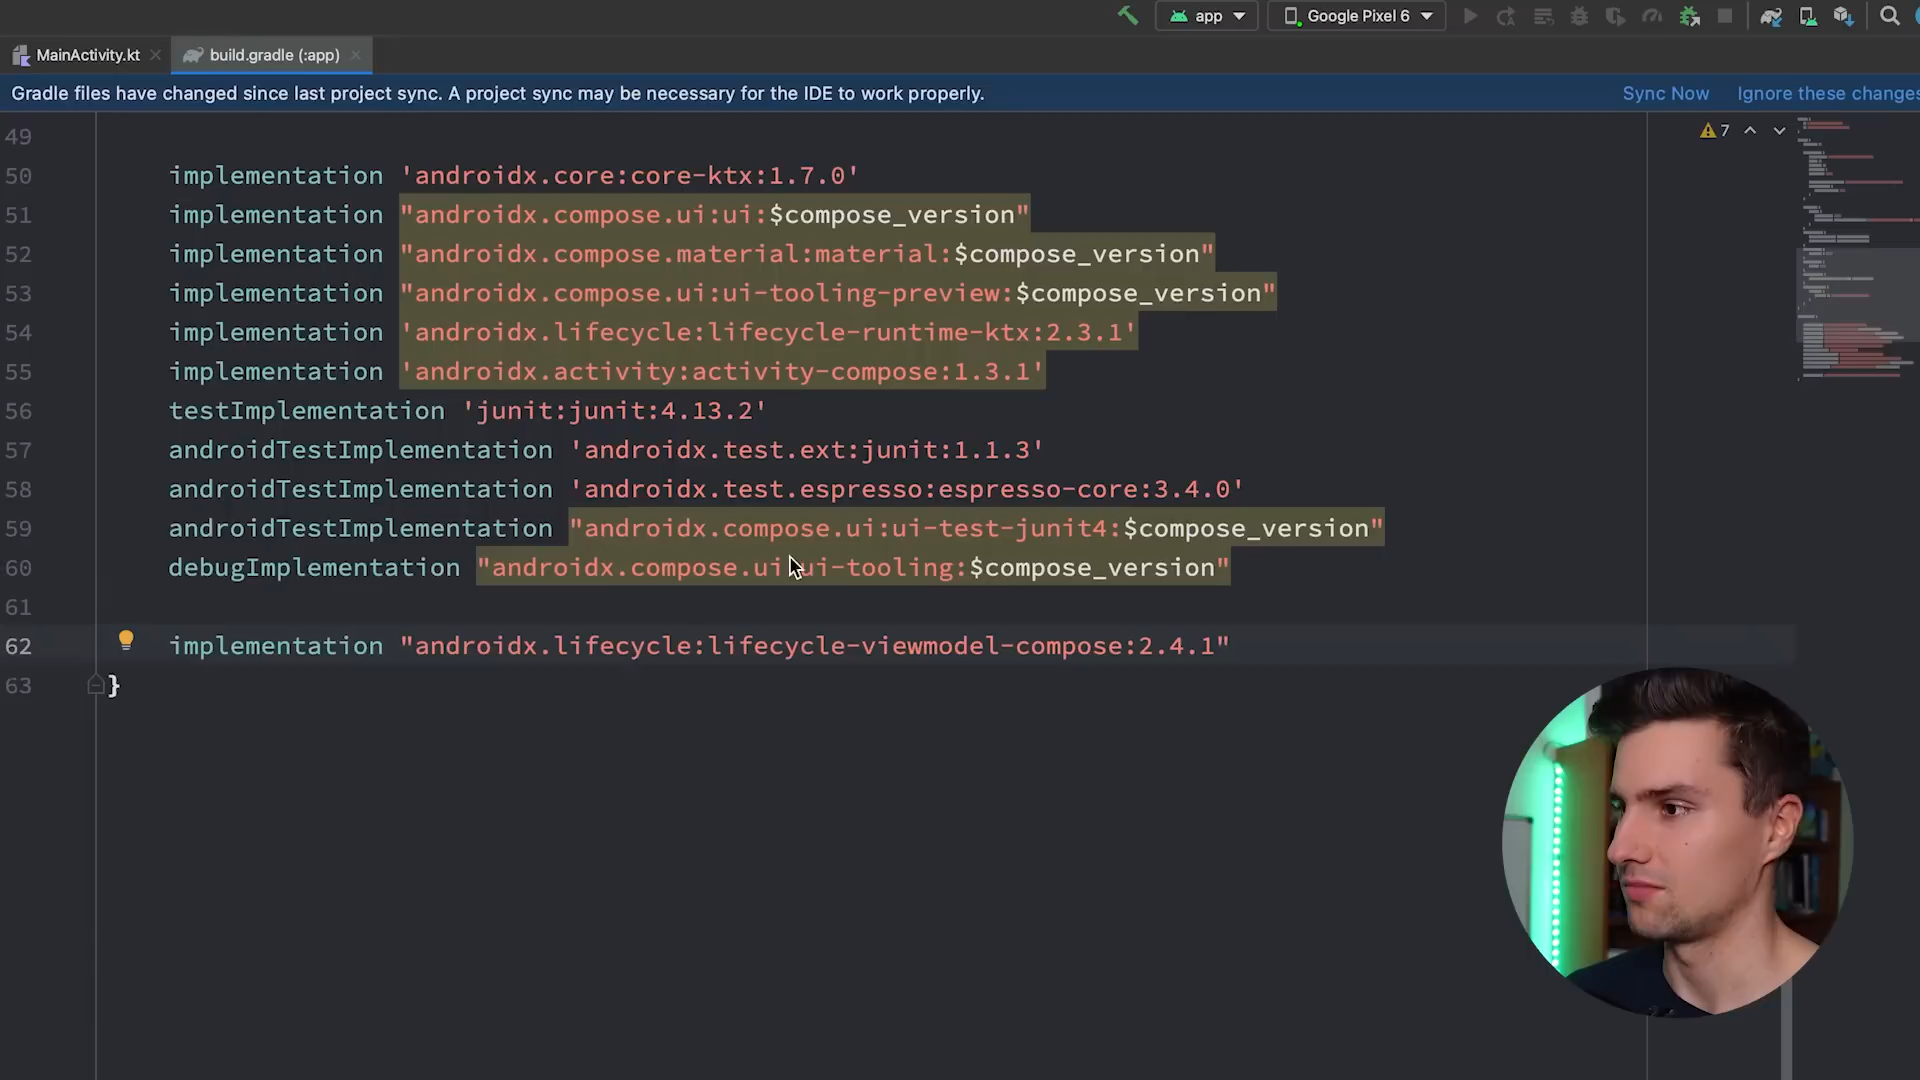 app
Google Pixel 6
MainActivity.kt
build.gradle (:app)
Gradle files have changed since last project sync. A project sync may be necessary for the IDE to work properly.
Sync Now
Ignore these changes
7
49
50 implementation 'androidx.core:core-ktx:1.7.0'
51 implementation "androidx.compose.ui:ui:$compose_version"
52 implementation "androidx.compose.material:material:$compose_version"
53 implementation "androidx.compose.ui:ui-tooling-preview:$compose_version"
54 implementation 'androidx.lifecycle:lifecycle-runtime-ktx:2.3.1'
55 implementation 'androidx.activity:activity-compose:1.3.1'
56 testImplementation 'junit:junit:4.13.2'
57 androidTestImplementation 'androidx.test.ext:junit:1.1.3'
58 androidTestImplementation 'androidx.test.espresso:espresso-core:3.4.0'
59 androidTestImplementation "androidx.compose.ui:ui-test-junit4:$compose_version"
60 debugImplementation "androidx.compose.ui:ui-tooling:$compose_version"
61
62 implementation "androidx.lifecycle:lifecycle-viewmodel-compose:2.4.1"
63 }